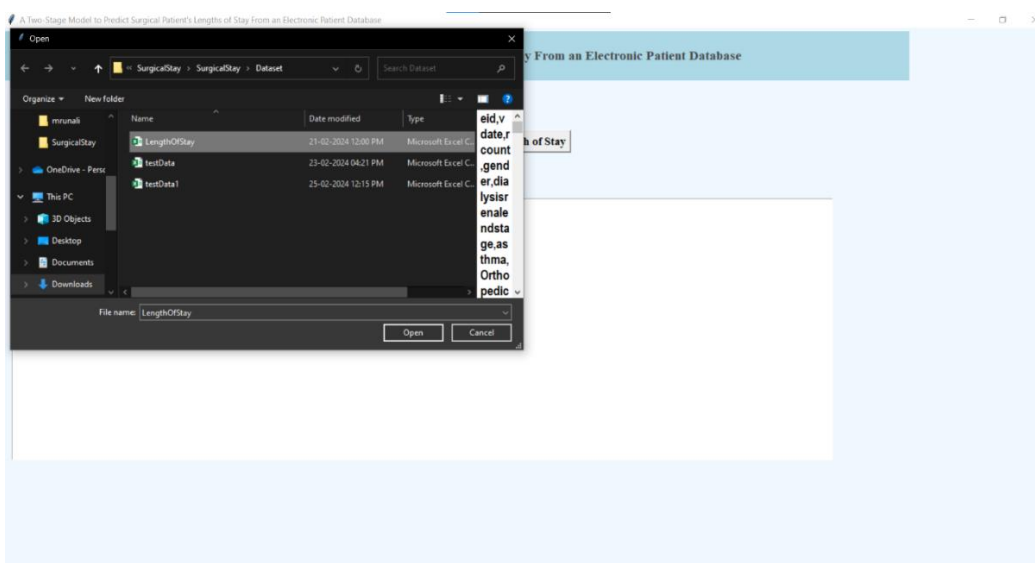 A Two-Stage Model to Predict Surgical Patient's Lengths of Stay From an Electronic Patient Database
Open
y From an Electronic Patient Database
« SurgicalStay > SurgicalStay > Dataset
Search Dataset
Organize
New folder
Name
Date modified
Type
mrunali
SurgicalStay
OneDrive - Persc
This PC
3D Objects
Desktop
Documents
Downloads
LengthOfStay 21-02-2024 12:00 PM Microsoft Excel C...
testData 23-02-2024 04:21 PM Microsoft Excel C...
testData1 25-02-2024 12:15 PM Microsoft Excel C...
eid,v
date,r
count
,gend
er,dia
lysisr
enale
ndsta
ge,as
thma,
Ortho
pedic
h of Stay
File name: LengthOfStay
Open
Cancel